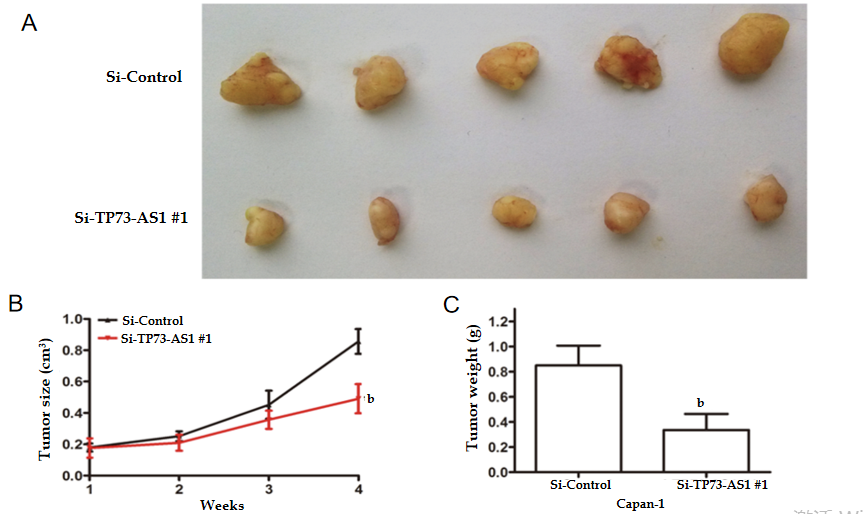 A
Si-Control
Si-TP73-AS1 #1
B
Tumor size (cm³)
1.0
0.8
0.6
0.4
0.2
0.0
Si-Control
Si-TP73-AS1 #1
b
1 2 3 4
Weeks
C
Tumor weight (g)
1.2
1.0
0.8
0.6
0.4
0.2
0.0
b
Si-Control Si-TP73-AS1 #1
Capan-1